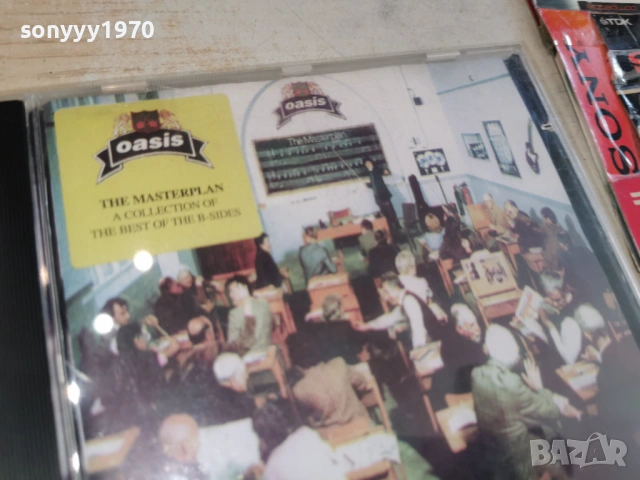 sonyyy1970
oasis
THE MASTERPLAN
A COLLECTION OF
THE BEST OF THE B-SIDES
oasis
The Masterplan
TDK
SONY
BAZAR